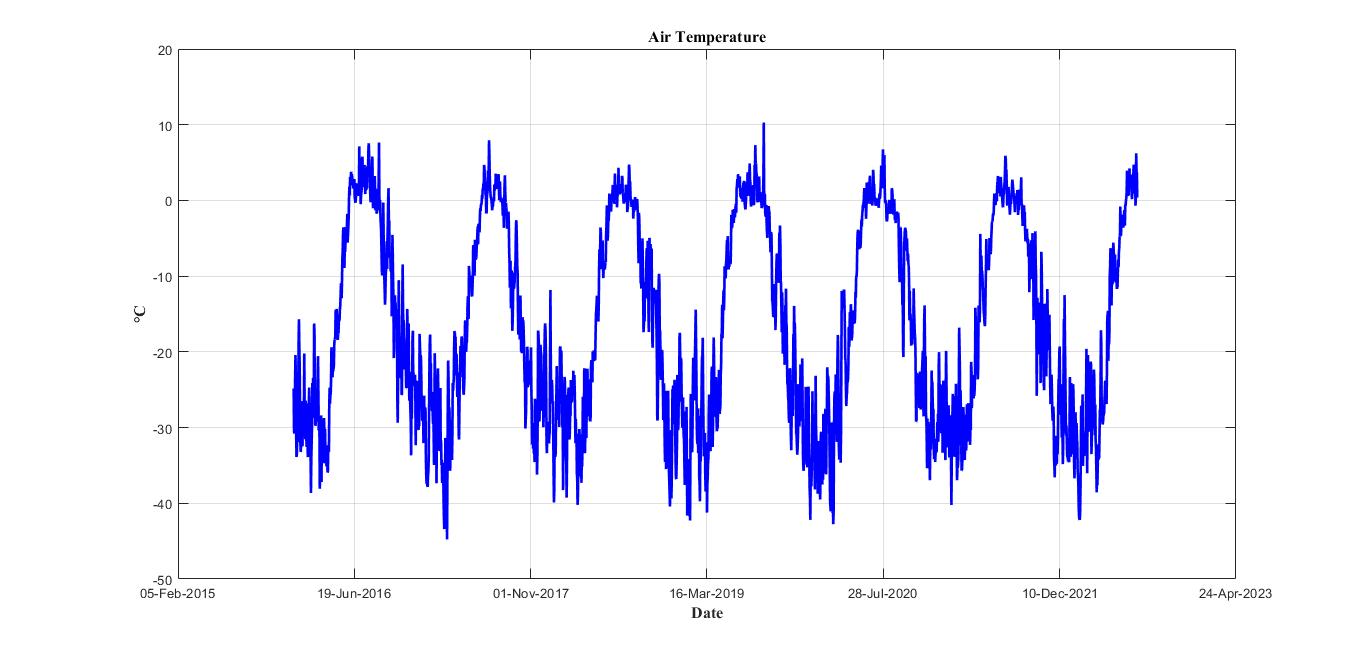 Air Temperature
20
10
0
-10
-20
-30
-40
-50
°C
05-Feb-2015 19-Jun-2016 01-Nov-2017 16-Mar-2019 28-Jul-2020 10-Dec-2021 24-Apr-2023
Date